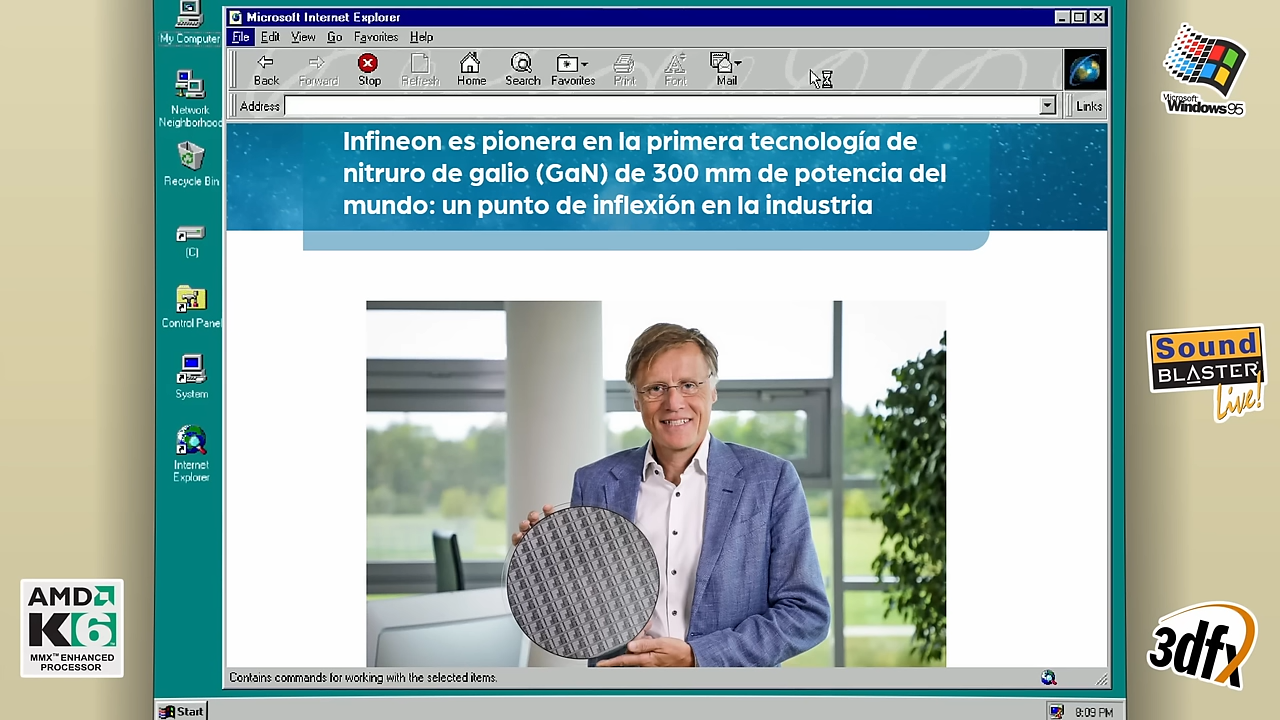 My Computer
Network
Neighborhood
Recycle Bin
(C)
Control Panel
System
Internet
Explorer
Microsoft Internet Explorer
File Edit View Go Favorites Help
Back Forward Stop Refresh Home Search Favorites Print Font Mail
Address Links
Infineon es pionera en la primera tecnología de
nitruro de galio (GaN) de 300 mm de potencia del
mundo: un punto de inflexión en la industria
Contains commands for working with the selected items.
Start 8:09 PM
Microsoft
Windows 95
Sound
BLASTER
Live!
AMD
K6
MMX™ ENHANCED
PROCESSOR
3dfx